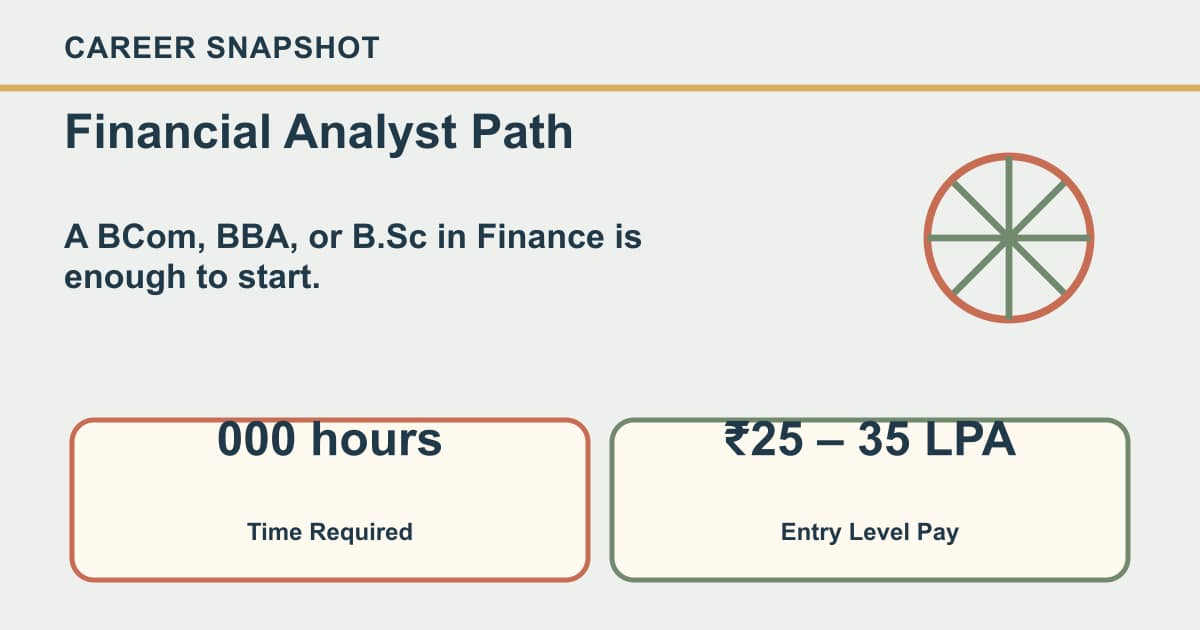 CAREER SNAPSHOT
Financial Analyst Path
A BCom, BBA, or B.Sc in Finance is
enough to start.
000 hours
Time Required
₹25 – 35 LPA
Entry Level Pay